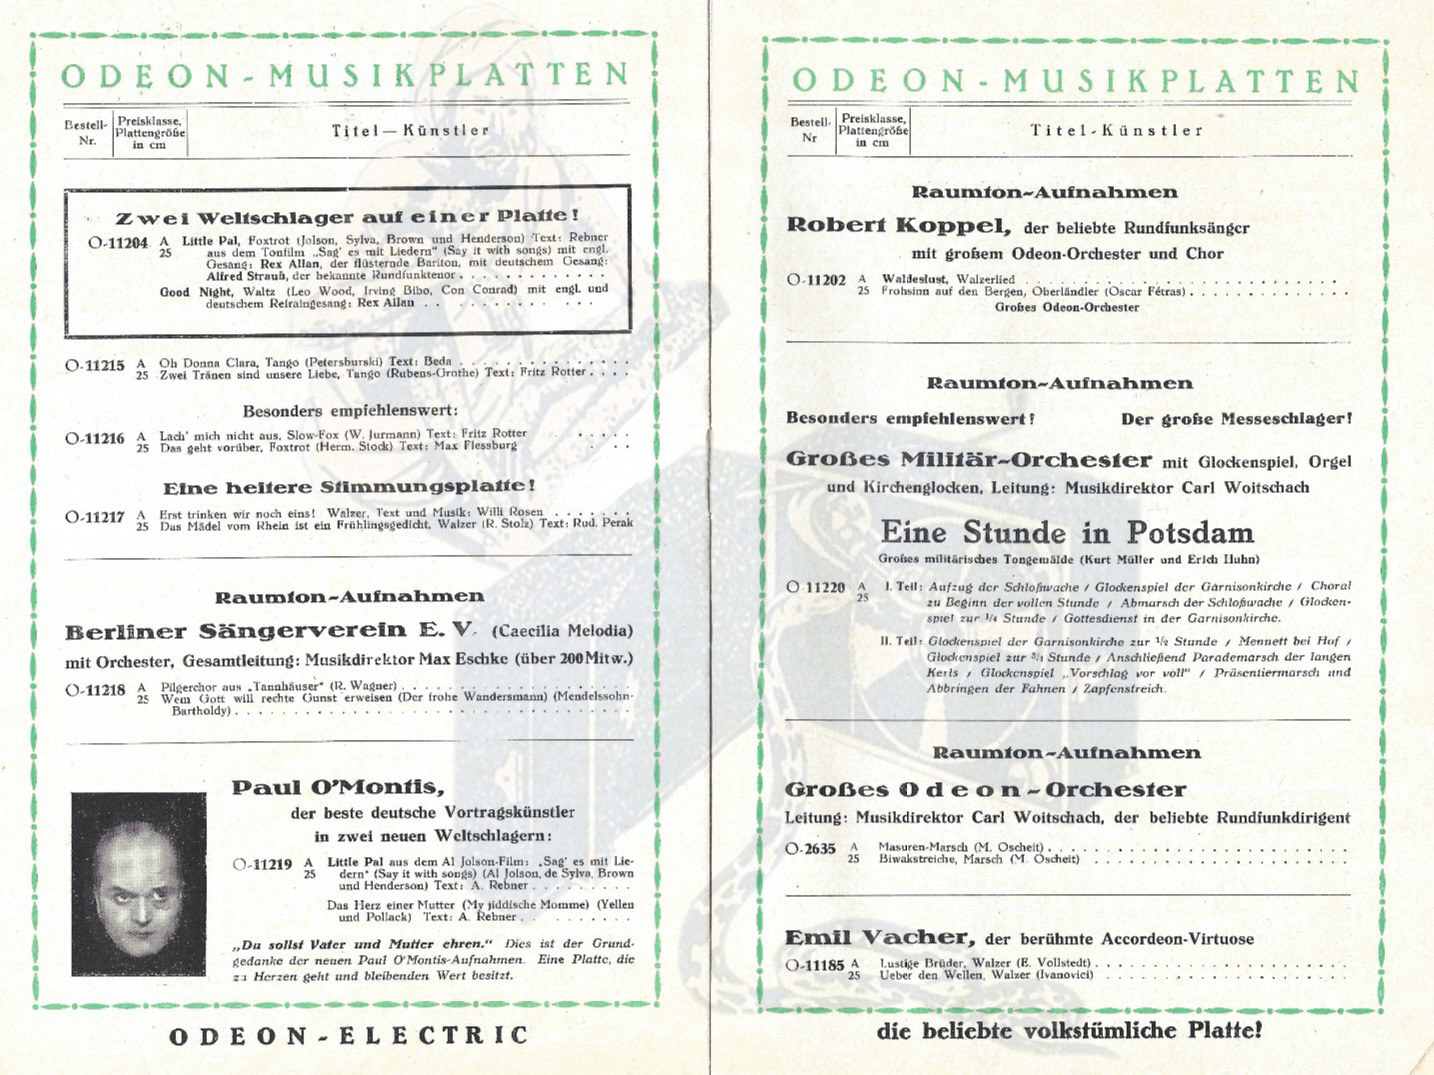 ODEON-MUSIKPLATTEN
Bestell-Nr.
Preisklasse, Plattengröße in cm
Titel—Künstler
Zwei Weltschlager auf einer Platte!
O-11204 A Little Pal, Foxtrot (Jolson, Sylva, Brown und Henderson) Text: Rebner
25 aus dem Tonfilm „Sag' es mit Liedern" (Say it with songs) mit engl.
Gesang: Rex Allan, der flüsternde Bariton, mit deutschem Gesang:
Alfred Strauß, der bekannte Rundfunktenor . . . . . . . . . . . .
Good Night, Waltz (Leo Wood, Irving Bibo, Con Conrad) mit engl. und
deutschem Refraingesang: Rex Allan . . . . . . . . . .
O-11215 A Oh Donna Clara, Tango (Petersburski) Text: Beda . . . . . . . . . . . . . .
25 Zwei Tränen sind unsere Liebe, Tango (Rubens-Grothe) Text: Fritz Rotter . . . .
Besonders empfehlenswert:
O-11216 A Lach' mich nicht aus, Slow-Fox (W. Jurmann) Text: Fritz Rotter . . . . .
25 Das geht vorüber, Foxtrot (Herm. Stock) Text: Max Flessburg . . .
Eine heitere Stimmungsplatte!
O-11217 A Erst trinken wir noch eins! Walzer, Text und Musik: Willi Rosen . . . . . . .
25 Das Mädel vom Rhein ist ein Frühlingsgedicht, Walzer (R. Stolz) Text: Rud. Perak
Raumton-Aufnahmen
Berliner Sängerverein E. V. (Caecilia Melodia)
mit Orchester, Gesamtleitung: Musikdirektor Max Eschke (über 200 Mitw.)
O-11218 A Pilgerchor aus „Tannhäuser" (R. Wagner) . . . . . . . . . . . . . . . . . . . .
25 Wem Gott will rechte Gunst erweisen (Der frohe Wandersmann) (Mendelssohn-
Bartholdy) . . . . . . . . . . . . . . . . . . . . . . . . . . . . . . . . . .
Paul O'Montis,
der beste deutsche Vortragskünstler
in zwei neuen Weltschlagern:
O-11219 A Little Pal aus dem Al Jolson-Film: „Sag' es mit Lie-
25 dern" (Say it with songs) (Al Jolson, de Sylva, Brown
und Henderson) Text: A. Rebner . . . . . . . . .
Das Herz einer Mutter (My jiddische Momme) (Yellen
und Pollack) Text: A. Rebner . . . . . . . . .
„Du sollst Vater und Mutter ehren." Dies ist der Grund-
gedanke der neuen Paul O'Montis-Aufnahmen. Eine Platte, die
zu Herzen geht und bleibenden Wert besitzt.
ODEON-ELECTRIC
ODEON-MUSIKPLATTEN
Bestell-Nr
Preisklasse, Plattengröße in cm
Titel-Künstler
Raumton-Aufnahmen
Robert Koppel, der beliebte Rundfunksänger
mit großem Odeon-Orchester und Chor
O-11202 A Waldeslust, Walzerlied . . . . . . . . . . . . . . . . . . . . . . . . . .
25 Frohsinn auf den Bergen, Oberländler (Oscar Fétras) . . . . . . . . . . . .
Großes Odeon-Orchester
Raumton-Aufnahmen
Besonders empfehlenswert! Der große Messeschlager!
Großes Militär-Orchester mit Glockenspiel, Orgel
und Kirchenglocken, Leitung: Musikdirektor Carl Woitschach
Eine Stunde in Potsdam
Großes militärisches Tongemälde (Kurt Müller und Erich Huhn)
O 11220 A I. Teil: Aufzug der Schloßwache / Glockenspiel der Garnisonkirche / Choral
25 zu Beginn der vollen Stunde / Abmarsch der Schloßwache / Glocken-
spiel zur 1/4 Stunde / Gottesdienst in der Garnisonkirche.
II. Teil: Glockenspiel der Garnisonkirche zur 1/2 Stunde / Menuett bei Hof /
Glockenspiel zur 3/4 Stunde / Anschließend Parademarsch der langen
Kerls / Glockenspiel „Vorschlag vor voll" / Präsentiermarsch und
Abbringen der Fahnen / Zapfenstreich.
Raumton-Aufnahmen
Großes Odeon-Orchester
Leitung: Musikdirektor Carl Woitschach, der beliebte Rundfunkdirigent
O-2635 A Masuren-Marsch (M. Oscheit) . . . . . . . . . . . . . . . . . . . . . . . .
25 Biwakstreiche, Marsch (M. Oscheit) . . . . . . . . . . . . . . . . . . . .
Emil Vacher, der berühmte Accordeon-Virtuose
O-11185 A Lustige Brüder, Walzer (E. Vollstedt) . . . . . . . . . . . . . . . . . . . .
25 Ueber den Wellen, Walzer (Ivanovici) . . . . . . . . . . . . . . . . . . . .
die beliebte volkstümliche Platte!